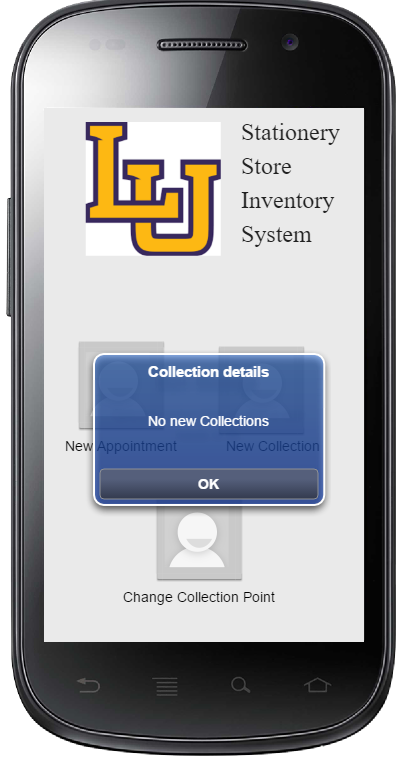 LU
Stationery
Store
Inventory
System
Collection details
No new Collections
New Appointment
New Collection
OK
Change Collection Point